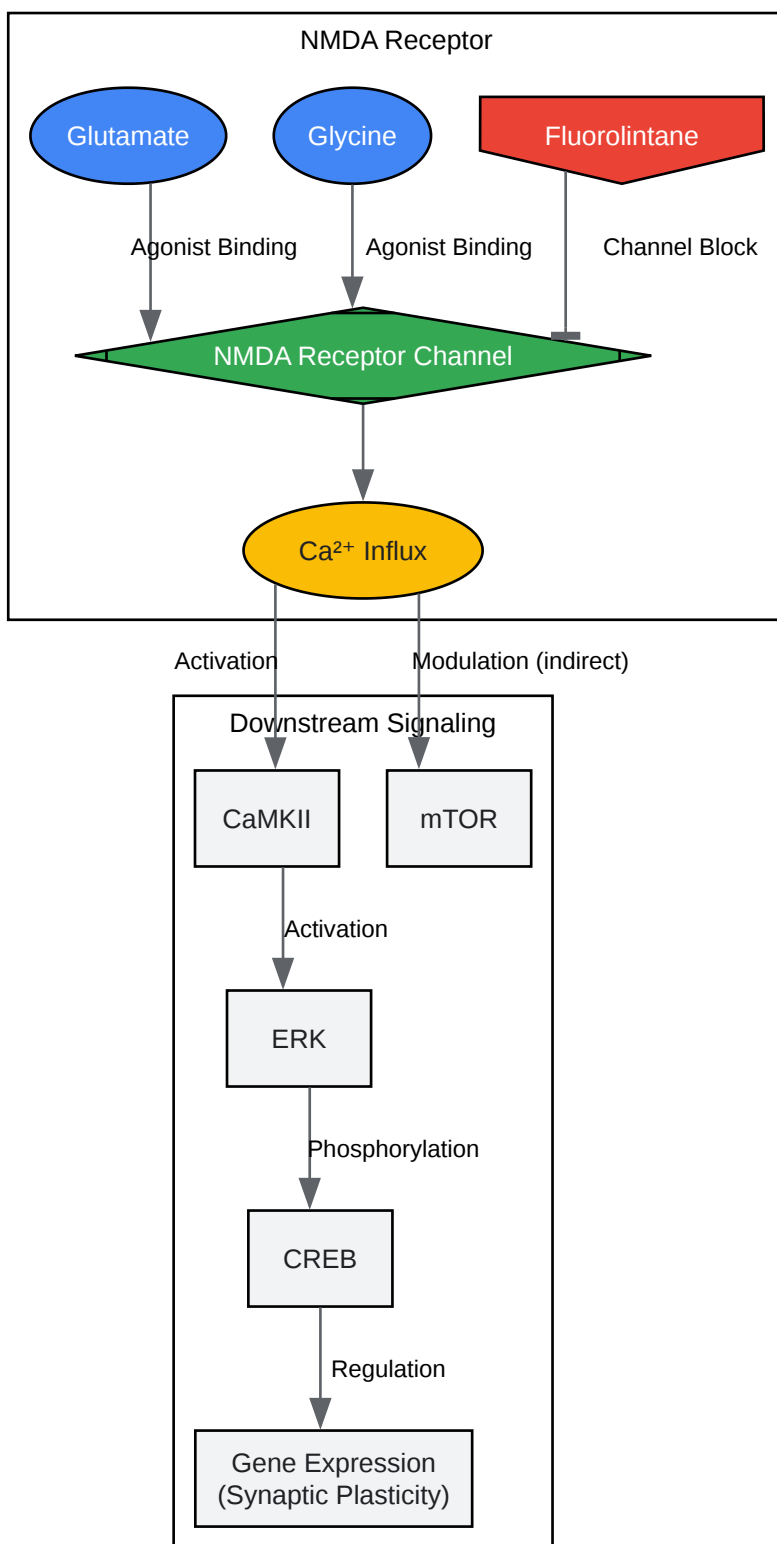 NMDA Receptor
Glutamate
Glycine
Fluorolintane
Agonist Binding
Agonist Binding
Channel Block
NMDA Receptor Channel
Ca²⁺ Influx
Activation
Modulation (indirect)
Downstream Signaling
CaMKII
mTOR
Activation
ERK
Phosphorylation
CREB
Regulation
Gene Expression
(Synaptic Plasticity)